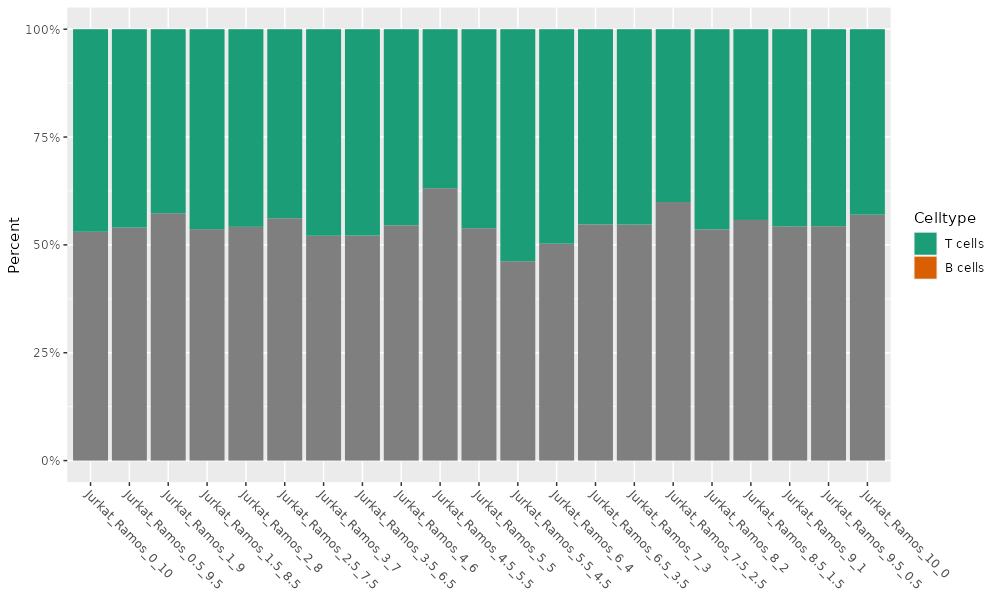 100%
75%
50%
25%
0%
Percent
Jurkat_Ramos_0_10
Jurkat_Ramos_0.5_9.5
Jurkat_Ramos_1_9
Jurkat_Ramos_1.5_8.5
Jurkat_Ramos_2_8
Jurkat_Ramos_2.5_7.5
Jurkat_Ramos_3_7
Jurkat_Ramos_3.5_6.5
Jurkat_Ramos_4_6
Jurkat_Ramos_4.5_5.5
Jurkat_Ramos_5_5
Jurkat_Ramos_5.5_4.5
Jurkat_Ramos_6_4
Jurkat_Ramos_6.5_3.5
Jurkat_Ramos_7_3
Jurkat_Ramos_7.5_2.5
Jurkat_Ramos_8_2
Jurkat_Ramos_8.5_1.5
Jurkat_Ramos_9_1
Jurkat_Ramos_9.5_0.5
Jurkat_Ramos_10_0
Celltype
T cells
B cells